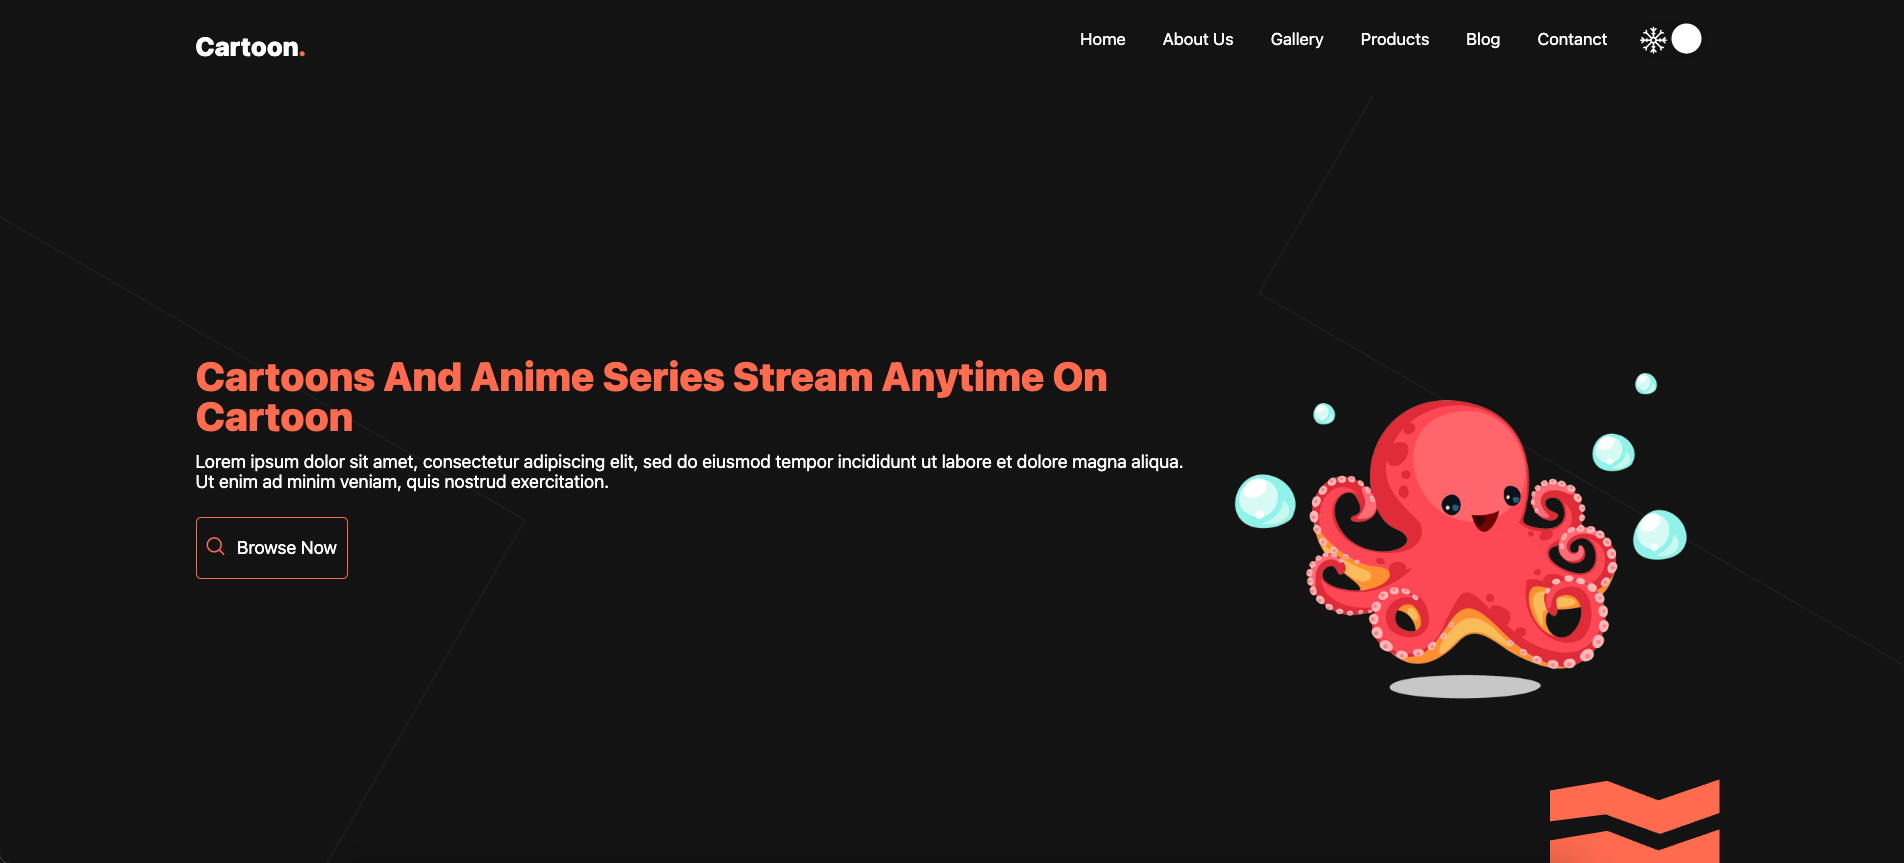 Cartoon.
Home About Us Gallery Products Blog Contanct
Cartoons And Anime Series Stream Anytime On
Cartoon
Lorem ipsum dolor sit amet, consectetur adipiscing elit, sed do eiusmod tempor incididunt ut labore et dolore magna aliqua.
Ut enim ad minim veniam, quis nostrud exercitation.
Browse Now